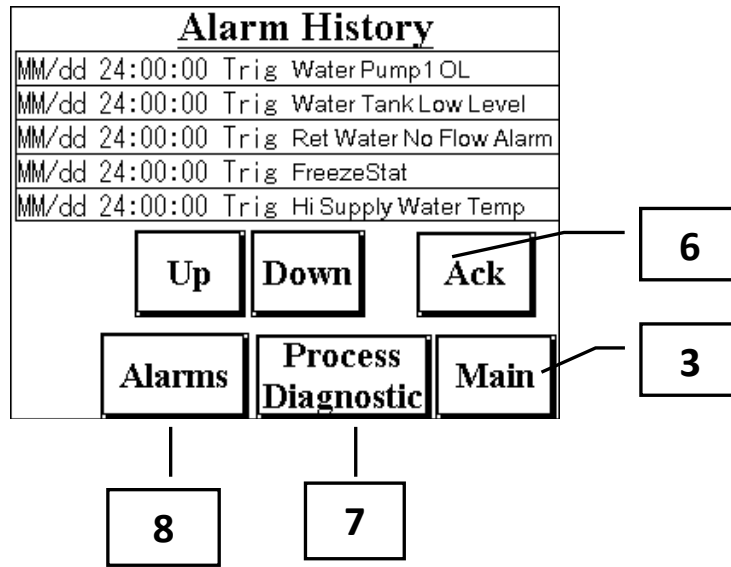 Alarm History
MM/dd 24:00:00 Trig Water Pump1 OL
MM/dd 24:00:00 Trig Water Tank Low Level
MM/dd 24:00:00 Trig Ret Water No Flow Alarm
MM/dd 24:00:00 Trig FreezeStat
MM/dd 24:00:00 Trig Hi Supply Water Temp
Up Down Ack 6
Alarms Process Diagnostic Main 3
8 7